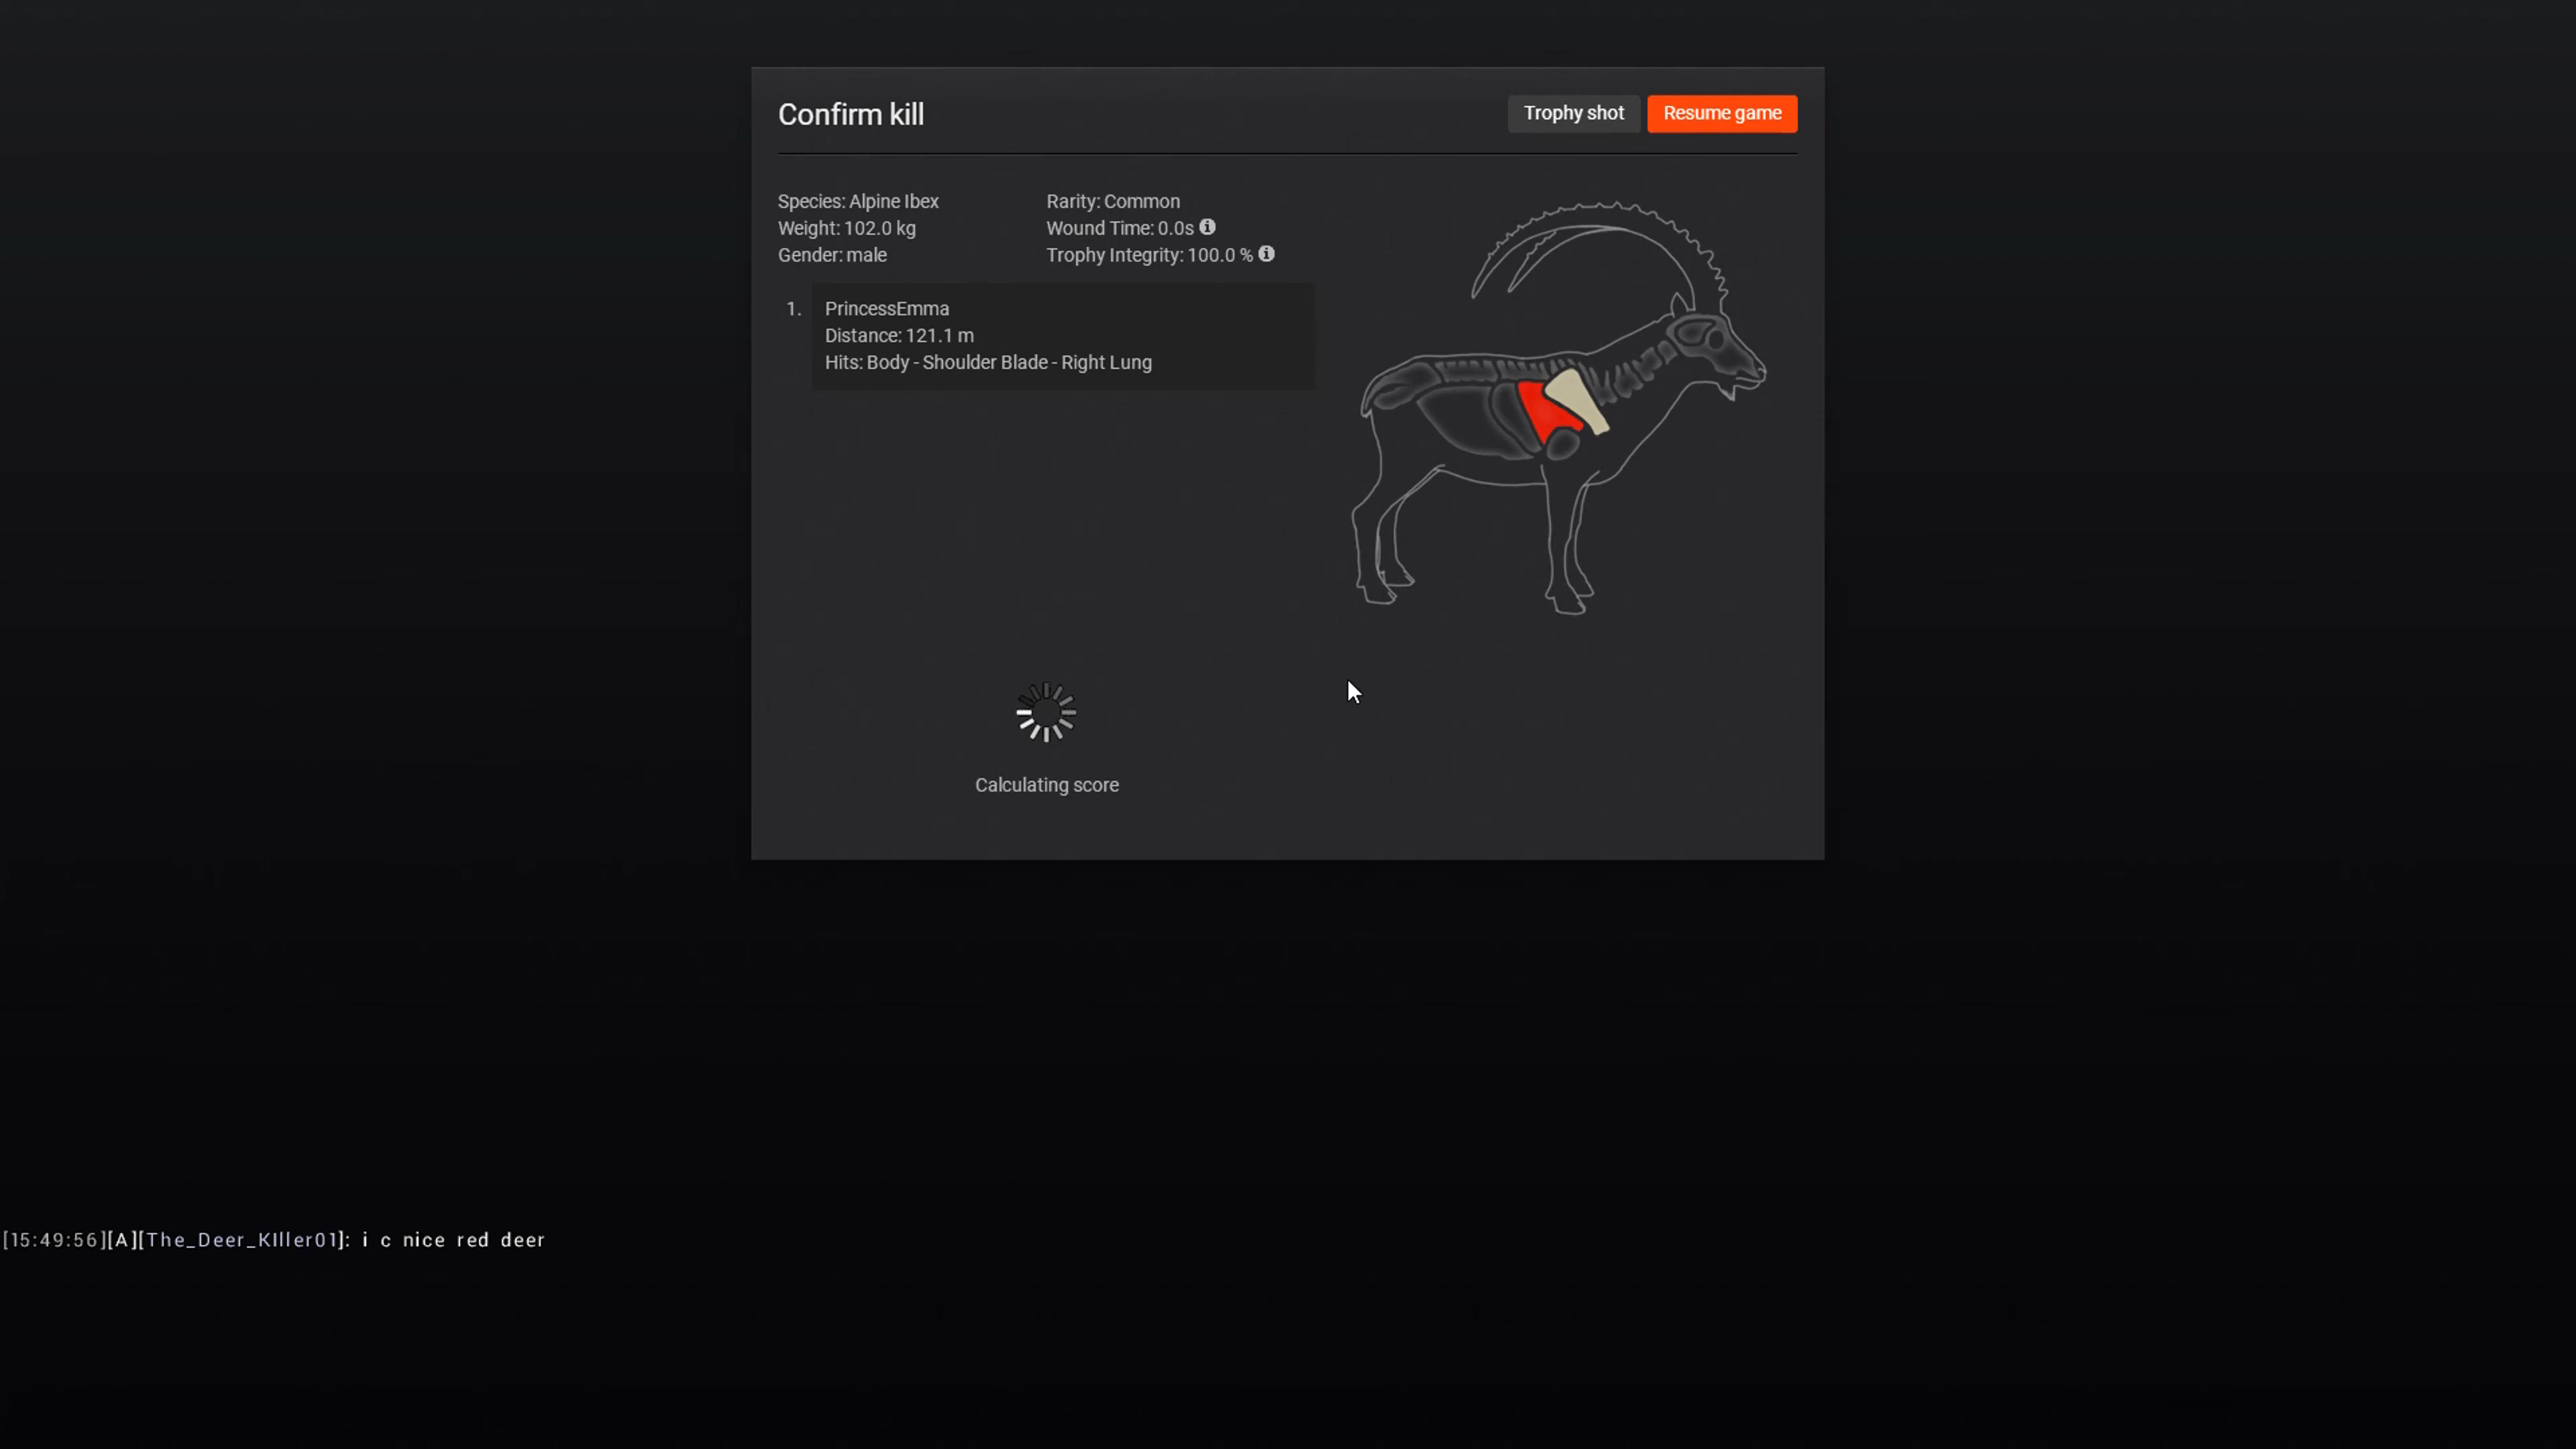 Confirm kill
Trophy shot
Resume game
Species: Alpine Ibex
Weight: 102.0 kg
Gender: male
Rarity: Common
Wound Time: 0.0s
Trophy Integrity: 100.0 %
1.
PrincessEmma
Distance: 121.1 m
Hits: Body - Shoulder Blade - Right Lung
Calculating score
[15:49:56][A][The_Deer_KIller01]: i c nice red deer